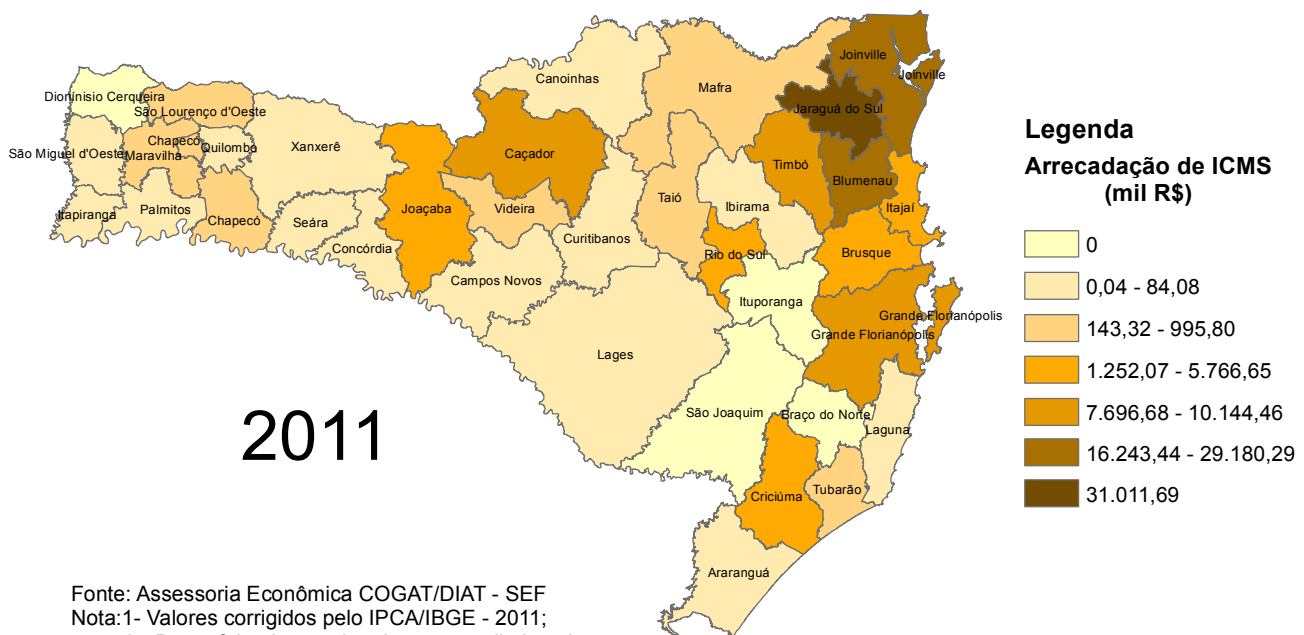 Dionísio Cerqueira
São Lourenço d'Oeste
São Miguel d'Oeste
Chapecó
Maravilha
Quilombo
Xanxerê
Itapiranga
Palmitos
Chapecó
Seára
Concórdia
Joaçaba
Canoinhas
Caçador
Videira
Campos Novos
Curitibanos
Mafra
Taió
Ibirama
Rio do Sul
Ituporanga
Lages
São Joaquim
Braço do Norte
Laguna
Tubarão
Criciúma
Araranguá
Joinville
Joinville
Jaraguá do Sul
Timbó
Blumenau
Itajaí
Brusque
Grande Florianópolis
Grande Florianópolis
2011
Legenda
Arrecadação de ICMS
(mil R$)
0
0,04 - 84,08
143,32 - 995,80
1.252,07 - 5.766,65
7.696,68 - 10.144,46
16.243,44 - 29.180,29
31.011,69
Fonte: Assessoria Econômica COGAT/DIAT - SEF
Nota:1- Valores corrigidos pelo IPCA/IBGE - 2011;